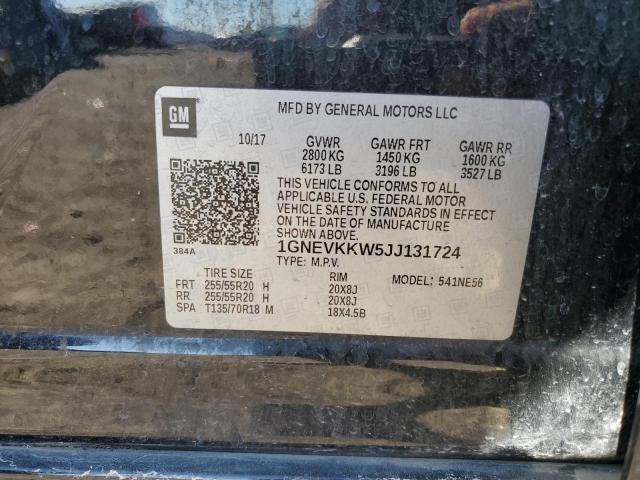 GM
MFD BY GENERAL MOTORS LLC
10/17 GVWR GAWR FRT GAWR RR
2800 KG 1450 KG 1600 KG
6173 LB 3196 LB 3527 LB
THIS VEHICLE CONFORMS TO ALL
APPLICABLE U.S. FEDERAL MOTOR
VEHICLE SAFETY STANDARDS IN EFFECT
ON THE DATE OF MANUFACTURE
SHOWN ABOVE.
384A 1GNEVKKW5JJ131724
TYPE: M.P.V. MODEL: 541NE56
TIRE SIZE RIM
FRT 255/55R20 H 20X8J
RR 255/55R20 H 20X8J
SPA T135/70R18 M 18X4.5B